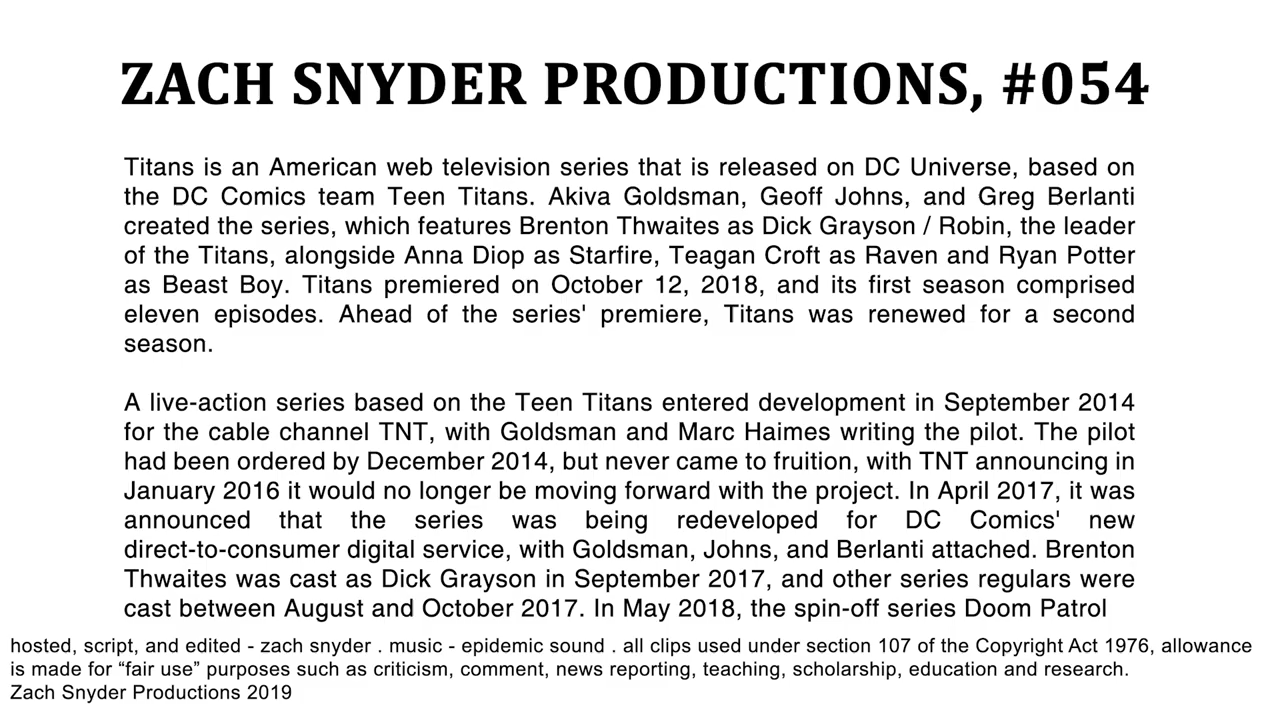 ZACH SNYDER PRODUCTIONS, #054
Titans is an American web television series that is released on DC Universe, based on
the DC Comics team Teen Titans. Akiva Goldsman, Geoff Johns, and Greg Berlanti
created the series, which features Brenton Thwaites as Dick Grayson / Robin, the leader
of the Titans, alongside Anna Diop as Starfire, Teagan Croft as Raven and Ryan Potter
as Beast Boy. Titans premiered on October 12, 2018, and its first season comprised
eleven episodes. Ahead of the series' premiere, Titans was renewed for a second
season.
A live-action series based on the Teen Titans entered development in September 2014
for the cable channel TNT, with Goldsman and Marc Haimes writing the pilot. The pilot
had been ordered by December 2014, but never came to fruition, with TNT announcing in
January 2016 it would no longer be moving forward with the project. In April 2017, it was
announced that the series was being redeveloped for DC Comics' new
direct-to-consumer digital service, with Goldsman, Johns, and Berlanti attached. Brenton
Thwaites was cast as Dick Grayson in September 2017, and other series regulars were
cast between August and October 2017. In May 2018, the spin-off series Doom Patrol
hosted, script, and edited - zach snyder . music - epidemic sound . all clips used under section 107 of the Copyright Act 1976, allowance
is made for “fair use” purposes such as criticism, comment, news reporting, teaching, scholarship, education and research.
Zach Snyder Productions 2019